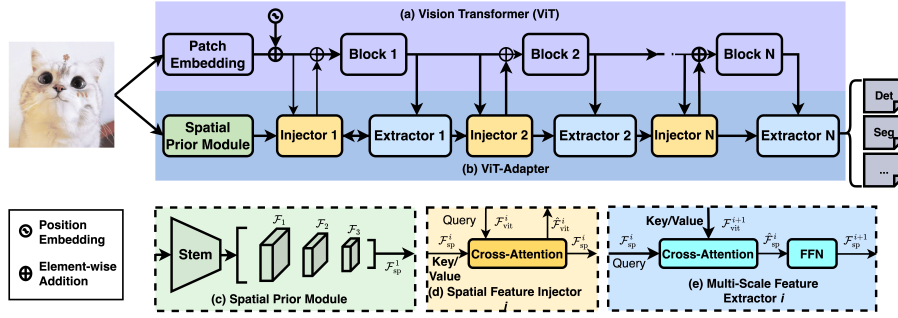 (a) Vision Transformer (ViT)
Patch
Embedding
Block 1
Block 2
Block N
Spatial
Prior Module
Injector 1
Extractor 1
Injector 2
Extractor 2
Injector N
Extractor N
(b) ViT-Adapter
Det
Seg
...
Position
Embedding
Element-wise
Addition
Stem
F₁
F₂
F₃
F¹sp
(c) Spatial Prior Module
Query
Fⁱvit
F̂ⁱvit
Fⁱsp
Cross-Attention
Fⁱsp
Key/
Value
(d) Spatial Feature Injector
i
Key/Value
Fⁱ⁺¹vit
Fⁱsp
Query
Cross-Attention
F̂ⁱsp
FFN
Fⁱ⁺¹sp
(e) Multi-Scale Feature
Extractor i